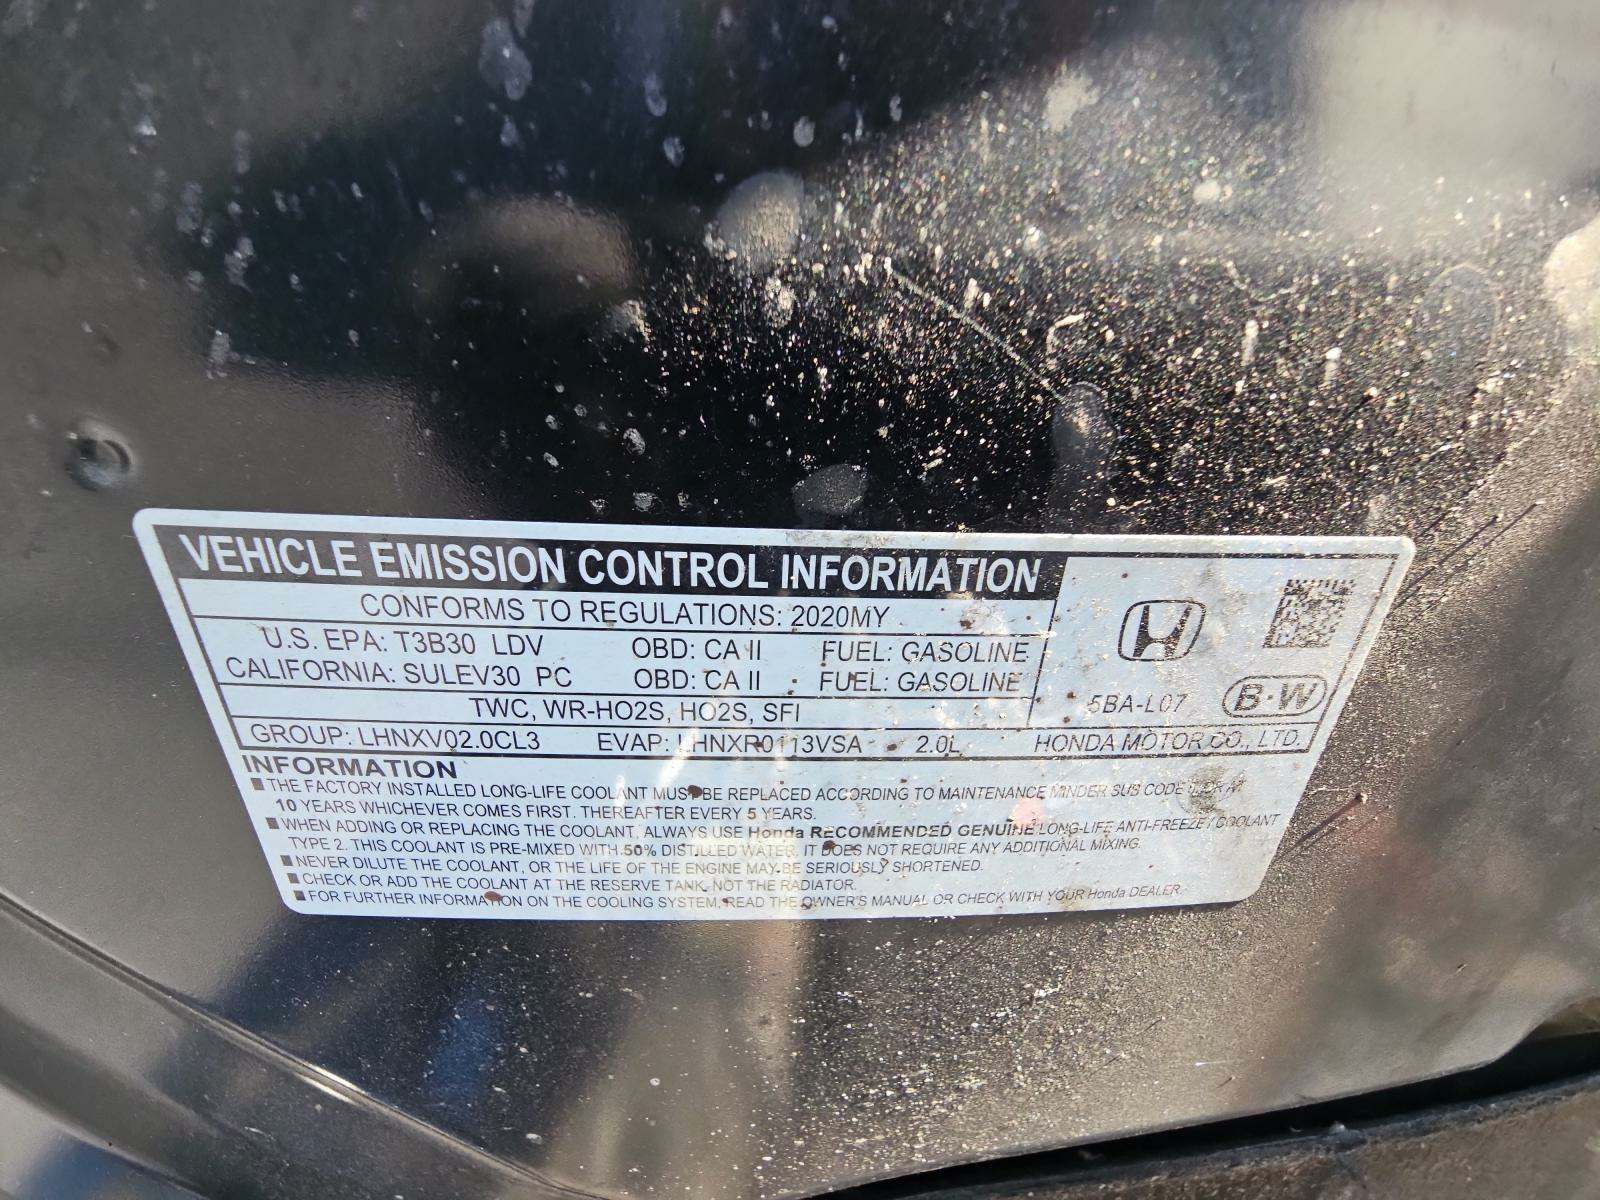 VEHICLE EMISSION CONTROL INFORMATION
CONFORMS TO REGULATIONS: 2020MY
U.S. EPA: T3B30 LDV OBD: CA II FUEL: GASOLINE
CALIFORNIA: SULEV30 PC OBD: CA II FUEL: GASOLINE
TWC, WR-HO2S, HO2S, SFI
5BA-L07 B·W
GROUP: LHNXV02.0CL3 EVAP: LHNXR0113VSA 2.0L HONDA MOTOR CO., LTD.
INFORMATION
■ THE FACTORY INSTALLED LONG-LIFE COOLANT MUST BE REPLACED ACCORDING TO MAINTENANCE MINDER SUB CODE
10 YEARS WHICHEVER COMES FIRST. THEREAFTER EVERY 5 YEARS.
■ WHEN ADDING OR REPLACING THE COOLANT, ALWAYS USE Honda RECOMMENDED GENUINE LONG-LIFE ANTI-FREEZE / COOLANT
TYPE 2. THIS COOLANT IS PRE-MIXED WITH 50% DISTILLED WATER. IT DOES NOT REQUIRE ANY ADDITIONAL MIXING.
■ NEVER DILUTE THE COOLANT, OR THE LIFE OF THE ENGINE MAY BE SERIOUSLY SHORTENED.
■ CHECK OR ADD THE COOLANT AT THE RESERVE TANK, NOT THE RADIATOR.
■ FOR FURTHER INFORMATION ON THE COOLING SYSTEM, READ THE OWNER'S MANUAL OR CHECK WITH YOUR Honda DEALER.